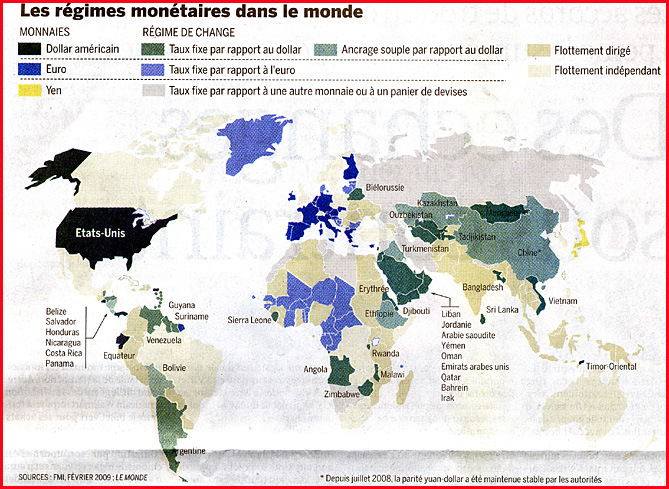 Les régimes monétaires dans le monde
MONNAIES
RÉGIME DE CHANGE
Dollar américain
Taux fixe par rapport au dollar
Ancrage souple par rapport au dollar
Flottement dirigé
Euro
Taux fixe par rapport à l'euro
Flottement indépendant
Yen
Taux fixe par rapport à une autre monnaie ou à un panier de devises
Etats-Unis
Biélorussie
Kazakhstan
Ouzbékistan
Mongolie
Tadjikistan
Turkmenistan
Chine*
Belize
Salvador
Honduras
Nicaragua
Costa Rica
Panama
Guyana
Suriname
Venezuela
Equateur
Bolivie
Argentine
Sierra Leone
Erythrée
Ethiopie
Djibouti
Rwanda
Angola
Malawi
Zimbabwe
Liban
Jordanie
Arabie saoudite
Yémen
Oman
Emirats arabes unis
Qatar
Bahrein
Irak
Bangladesh
Sri Lanka
Vietnam
Timor-Oriental
SOURCES : FMI, FÉVRIER 2009 ; LE MONDE
* Depuis juillet 2008, la parité yuan-dollar a été maintenue stable par les autorités